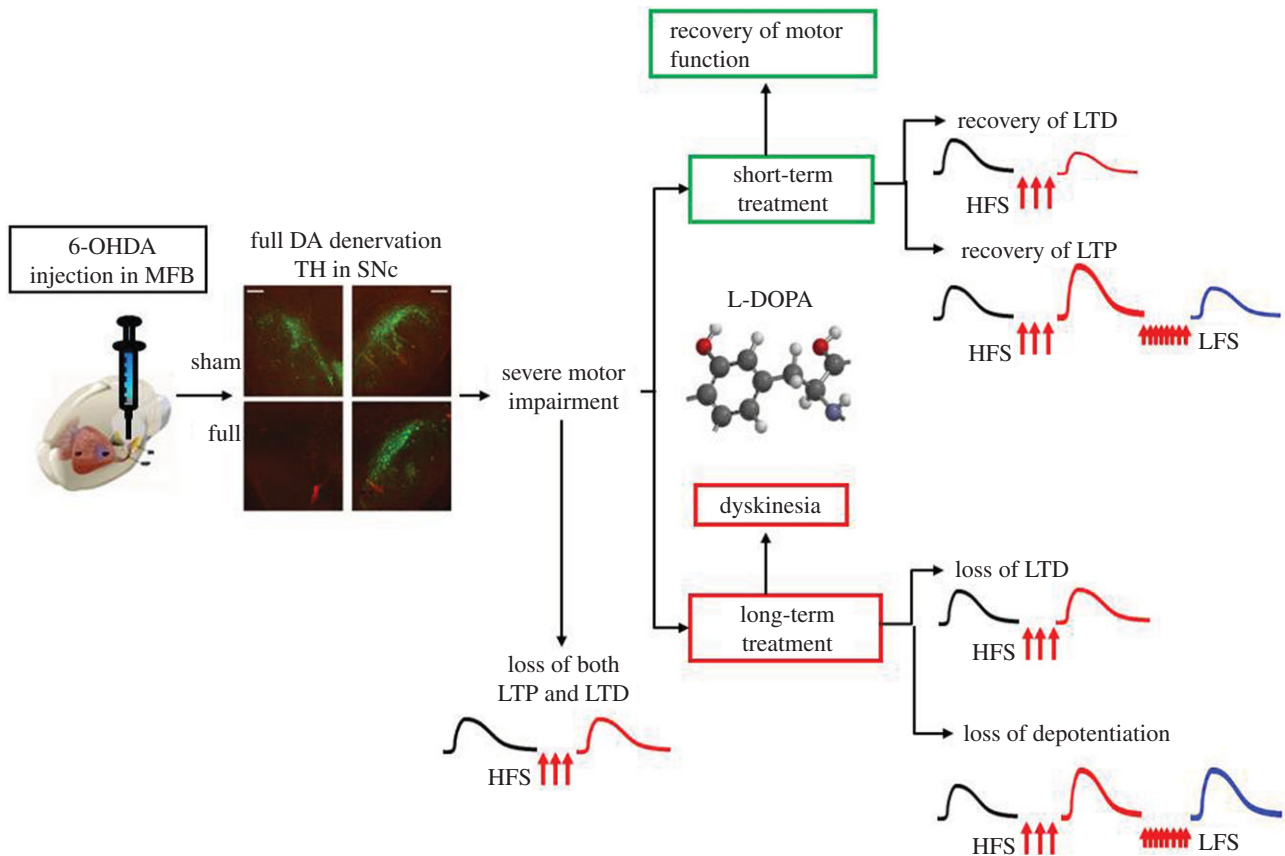 6-OHDA
injection in MFB
full DA denervation
TH in SNc
sham
full
severe motor
impairment
loss of both
LTP and LTD
HFS
recovery of motor
function
short-term
treatment
recovery of LTD
HFS
recovery of LTP
HFS
LFS
L-DOPA
dyskinesia
long-term
treatment
loss of LTD
HFS
loss of depotentiation
HFS
LFS